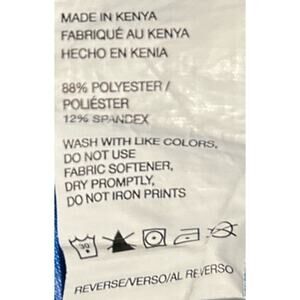 MADE IN KENYA
FABRIQUÉ AU KENYA
HECHO EN KENIA
88% POLYESTER /
POLIÉSTER
12% SPANDEX
WASH WITH LIKE COLORS,
DO NOT USE
FABRIC SOFTENER,
DRY PROMPTLY,
DO NOT IRON PRINTS
30
REVERSE/VERSO/AL REVERSO